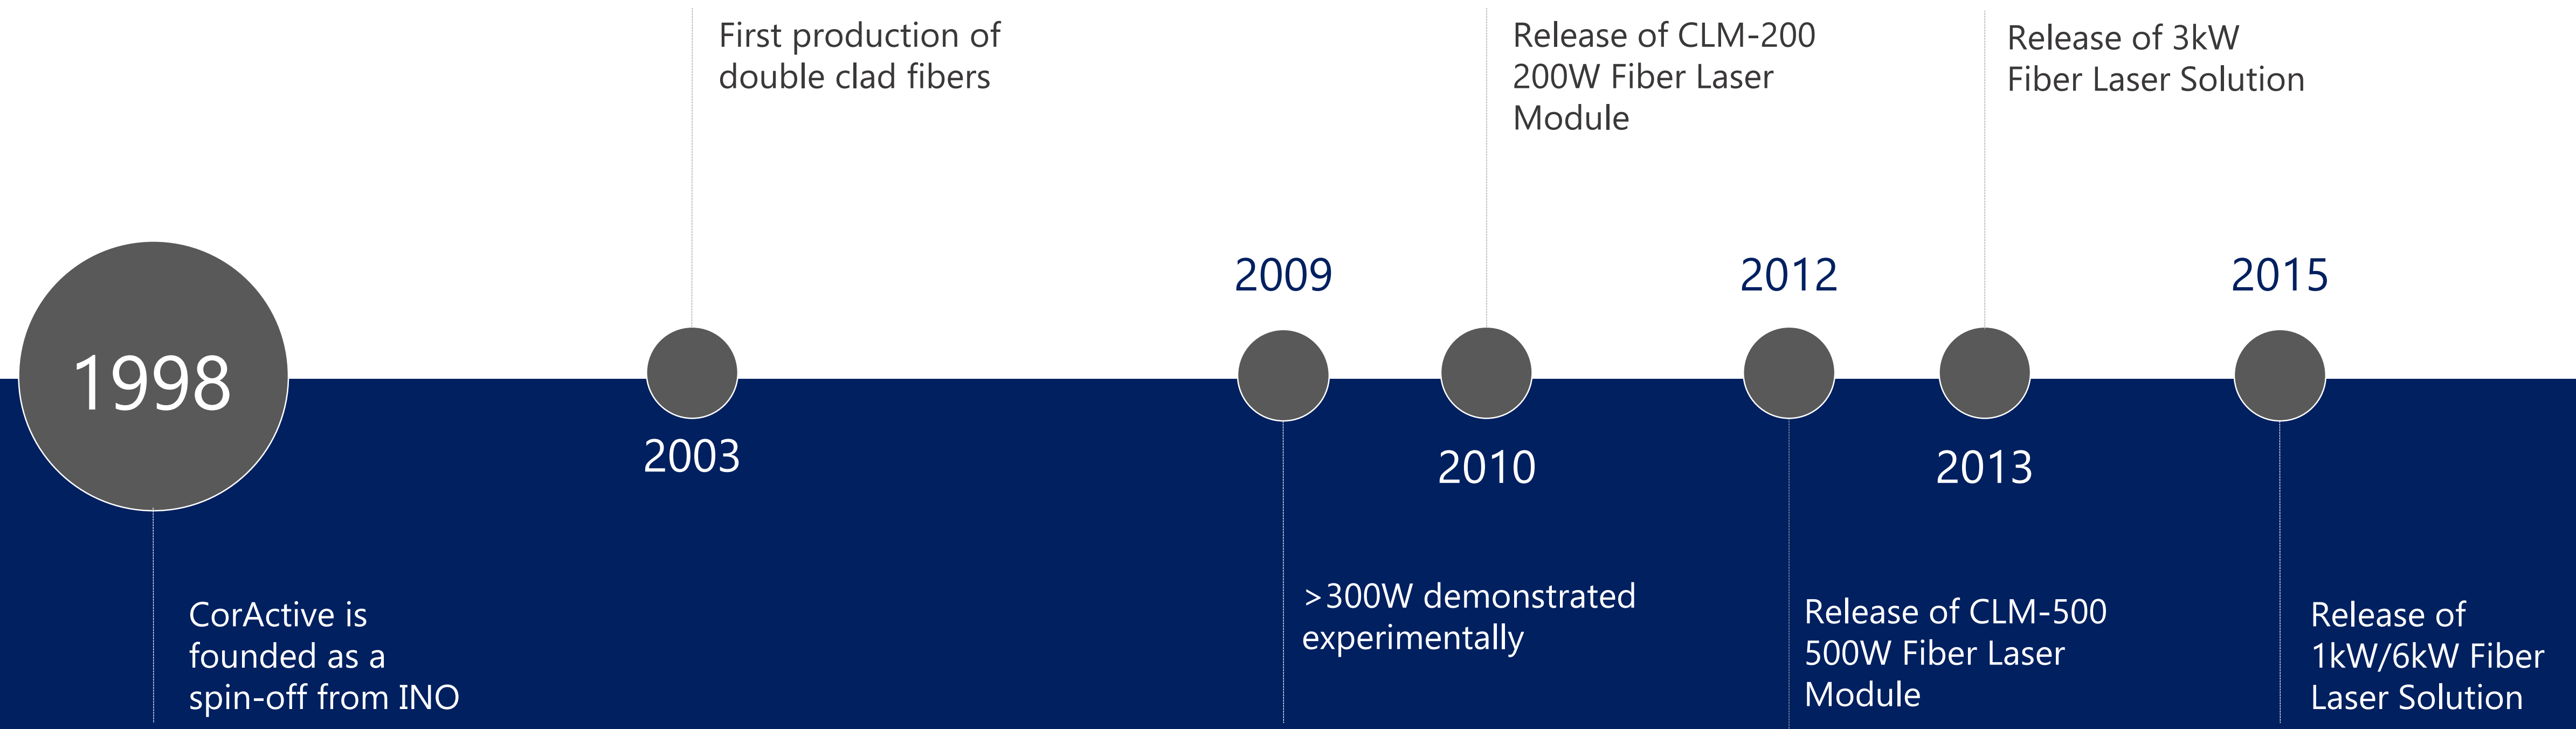 1998
CorActive is
founded as a
spin-off from INO
First production of
double clad fibers
2003
2009
>300W demonstrated
experimentally
Release of CLM-200
200W Fiber Laser
Module
2010
2012
Release of CLM-500
500W Fiber Laser
Module
Release of 3kW
Fiber Laser Solution
2013
2015
Release of
1kW/6kW Fiber
Laser Solution